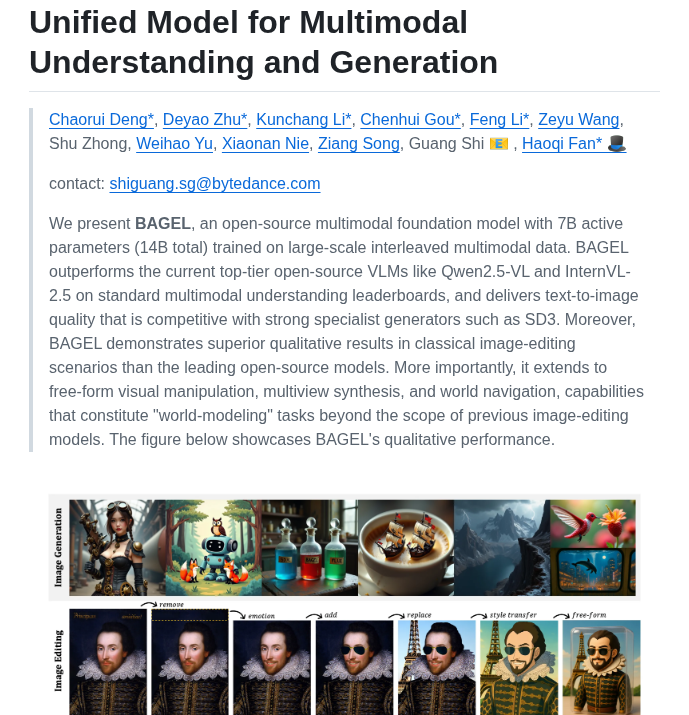 Unified Model for Multimodal
Understanding and Generation
Chaorui Deng*, Deyao Zhu*, Kunchang Li*, Chenhui Gou*, Feng Li*, Zeyu Wang,
Shu Zhong, Weihao Yu, Xiaonan Nie, Ziang Song, Guang Shi 📧 , Haoqi Fan* 🎩
contact: shiguang.sg@bytedance.com
We present BAGEL, an open-source multimodal foundation model with 7B active
parameters (14B total) trained on large-scale interleaved multimodal data. BAGEL
outperforms the current top-tier open-source VLMs like Qwen2.5-VL and InternVL-
2.5 on standard multimodal understanding leaderboards, and delivers text-to-image
quality that is competitive with strong specialist generators such as SD3. Moreover,
BAGEL demonstrates superior qualitative results in classical image-editing
scenarios than the leading open-source models. More importantly, it extends to
free-form visual manipulation, multiview synthesis, and world navigation, capabilities
that constitute "world-modeling" tasks beyond the scope of previous image-editing
models. The figure below showcases BAGEL's qualitative performance.
Image Generation
remove
emotion
add
replace
style transfer
free-form
Image Editing